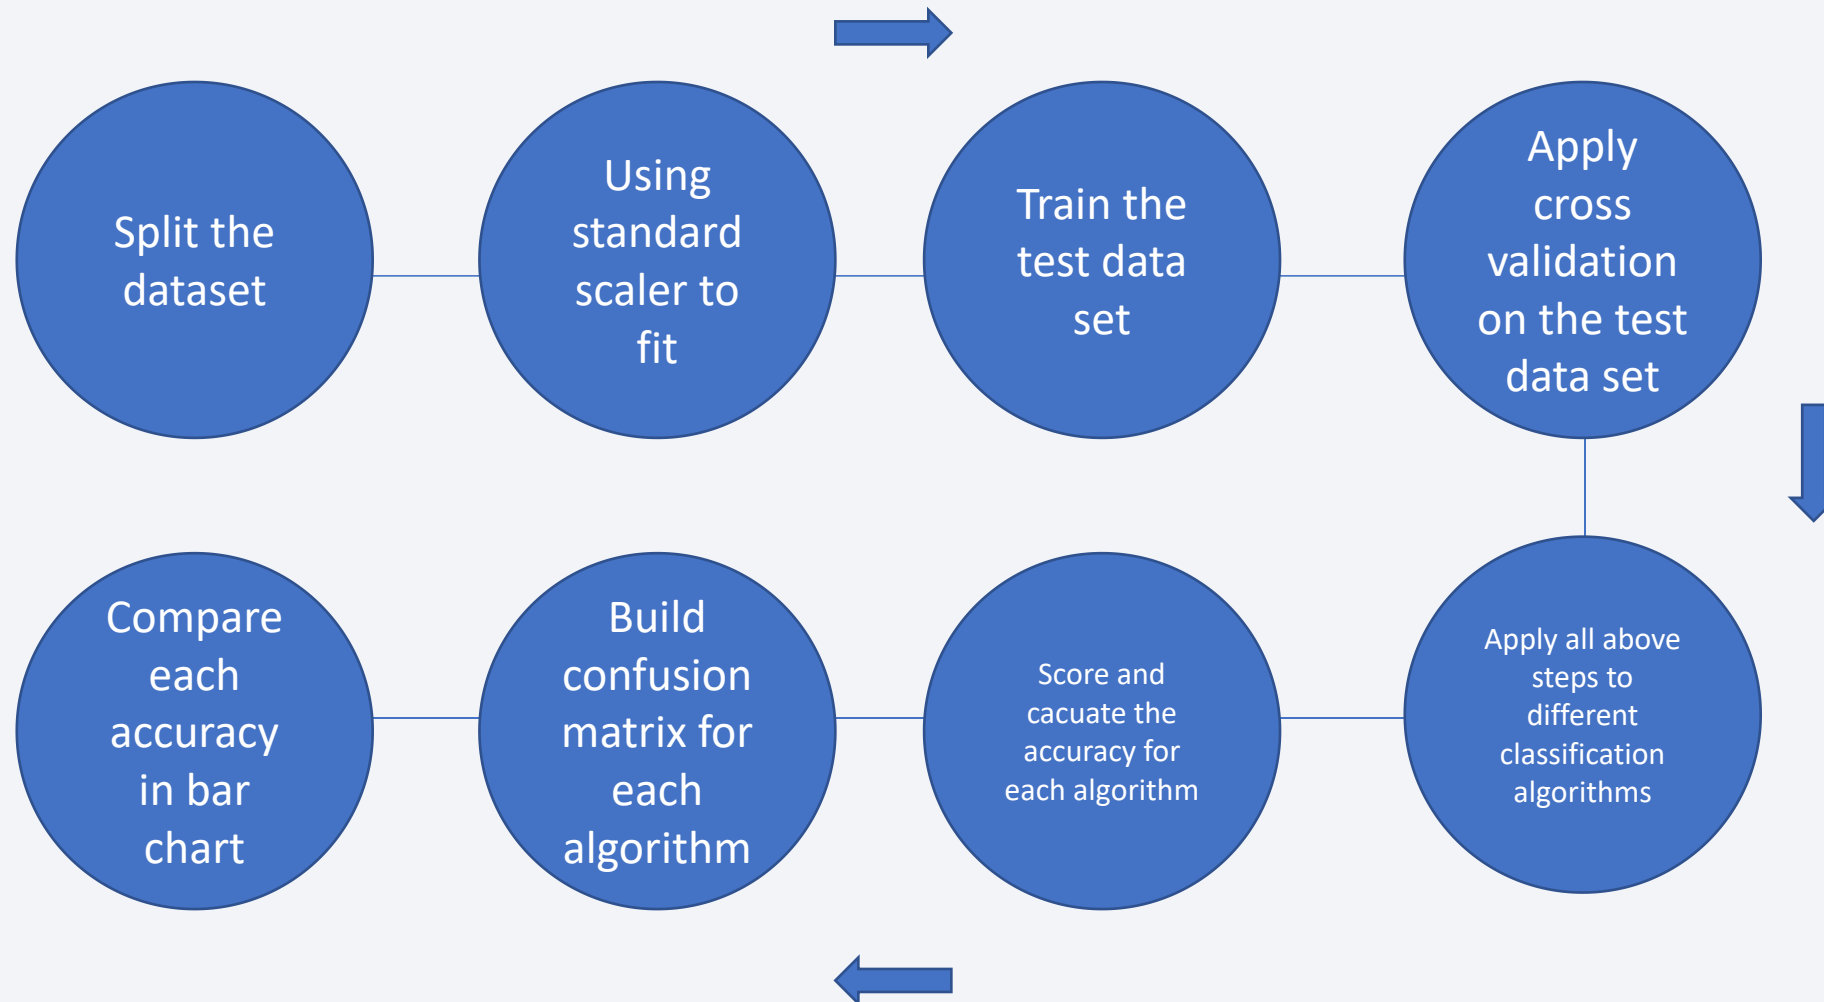 Split the
dataset
Using
standard
scaler to
fit
Train the
test data
set
Apply
cross
validation
on the test
data set
Apply all above
steps to
different
classification
algorithms
Score and
cacuate the
accuracy for
each algorithm
Build
confusion
matrix for
each
algorithm
Compare
each
accuracy
in bar
chart